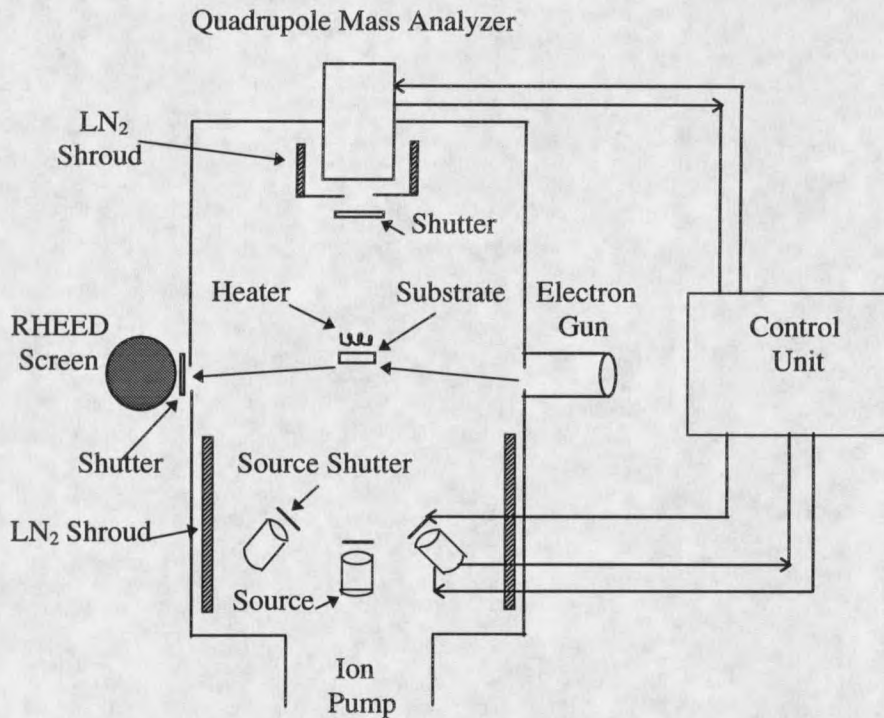 Quadrupole Mass Analyzer
LN₂
Shroud
Shutter
Heater
Substrate
Electron
Gun
RHEED
Screen
Control
Unit
Shutter
Source Shutter
LN₂ Shroud
Source
Ion
Pump